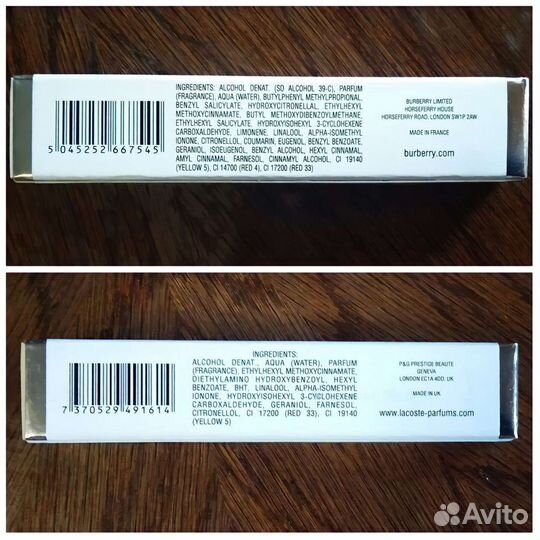 INGREDIENTS: ALCOHOL DENAT. (SD ALCOHOL 39-C), PARFUM
(FRAGRANCE), AQUA (WATER), BUTYLPHENYL METHYLPROPIONAL,
BENZYL SALICYLATE, HYDROXYCITRONELLAL, ETHYLHEXYL
METHOXYCINNAMATE, BUTYL METHOXYDIBENZOYLMETHANE,
ETHYLHEXYL SALICYLATE, HYDROXYISOHEXYL 3-CYCLOHEXENE
CARBOXALDEHYDE, LIMONENE, LINALOOL, ALPHA-ISOMETHYL
IONONE, CITRONELLOL, COUMARIN, EUGENOL, BENZYL BENZOATE,
GERANIOL, ISOEUGENOL, BENZYL ALCOHOL, HEXYL CINNAMAL,
AMYL CINNAMAL, FARNESOL, CINNAMYL ALCOHOL, CI 19140
(YELLOW 5), CI 14700 (RED 4), CI 17200 (RED 33)
5 045252 667545
BURBERRY LIMITED
HORSEFERRY HOUSE
HORSEFERRY ROAD, LONDON SW1P 2AW
MADE IN FRANCE
burberry.com
INGREDIENTS:
ALCOHOL DENAT., AQUA (WATER), PARFUM
(FRAGRANCE), ETHYLHEXYL METHOXYCINNAMATE,
DIETHYLAMINO HYDROXYBENZOYL HEXYL
BENZOATE, BHT, LINALOOL, ALPHA-ISOMETHYL
IONONE, HYDROXYISOHEXYL 3-CYCLOHEXENE
CARBOXALDEHYDE, GERANIOL, FARNESOL,
CITRONELLOL, CI 17200 (RED 33), CI 19140
(YELLOW 5)
7 370529 491614
P&G PRESTIGE BEAUTE
GENEVA
LONDON EC1A 4DD, UK
MADE IN UK
www.lacoste-parfums.com
Avito